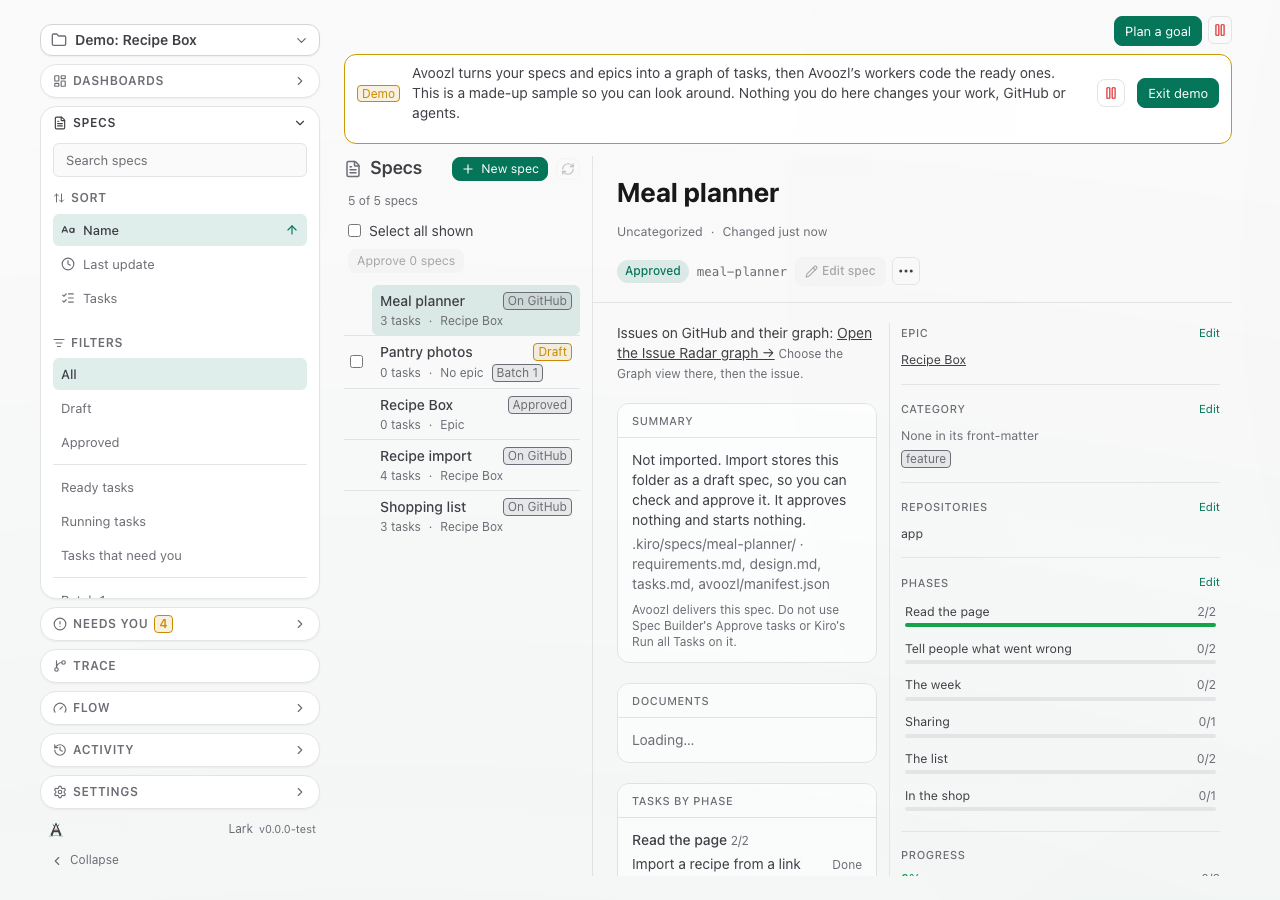 Demo: Recipe Box
DASHBOARDS
SPECS
Search specs
SORT
Name
Last update
Tasks
FILTERS
All
Draft
Approved
Ready tasks
Running tasks
Tasks that need you
NEEDS YOU 4
TRACE
FLOW
ACTIVITY
SETTINGS
Lark v0.0.0-test
Collapse
Plan a goal
Demo
Avoozl turns your specs and epics into a graph of tasks, then Avoozl's workers code the ready ones.
This is a made-up sample so you can look around. Nothing you do here changes your work, GitHub or
agents.
Exit demo
Specs
New spec
5 of 5 specs
Select all shown
Approve 0 specs
Meal planner On GitHub
3 tasks · Recipe Box
Pantry photos Draft
0 tasks · No epic Batch 1
Recipe Box Approved
0 tasks · Epic
Recipe import On GitHub
4 tasks · Recipe Box
Shopping list On GitHub
3 tasks · Recipe Box
Meal planner
Uncategorized · Changed just now
Approved meal-planner Edit spec
Issues on GitHub and their graph: Open
the Issue Radar graph → Choose the
Graph view there, then the issue.
SUMMARY
Not imported. Import stores this
folder as a draft spec, so you can
check and approve it. It approves
nothing and starts nothing.
.kiro/specs/meal-planner/ ·
requirements.md, design.md,
tasks.md, avoozl/manifest.json
Avoozl delivers this spec. Do not use
Spec Builder's Approve tasks or Kiro's
Run all Tasks on it.
DOCUMENTS
Loading…
TASKS BY PHASE
Read the page 2/2
Import a recipe from a link Done
EPIC Edit
Recipe Box
CATEGORY Edit
None in its front-matter
feature
REPOSITORIES Edit
app
PHASES Edit
Read the page 2/2
Tell people what went wrong 0/2
The week 0/2
Sharing 0/1
The list 0/2
In the shop 0/1
PROGRESS